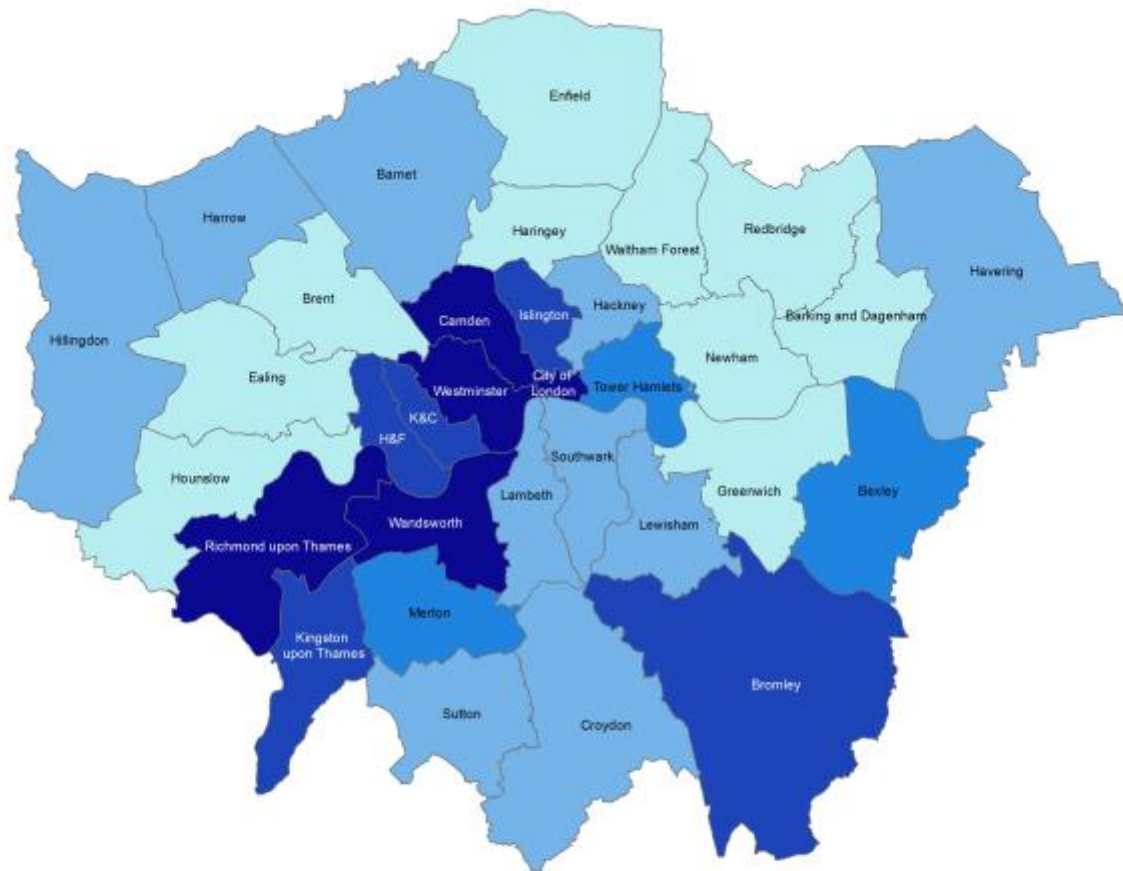 Enfield
Barnet
Harrow
Haringey
Redbridge
Waltham Forest
Havering
Brent
Hackney
Islington
Camden
Barking and Dagenham
Hillingdon
Newham
Ealing
City of
London
Westminster
Tower Hamlets
K&C
H&F
Southwark
Hounslow
Greenwich
Bexley
Lambeth
Lewisham
Wandsworth
Richmond upon Thames
Merton
Kingston
upon Thames
Bromley
Sutton
Croydon